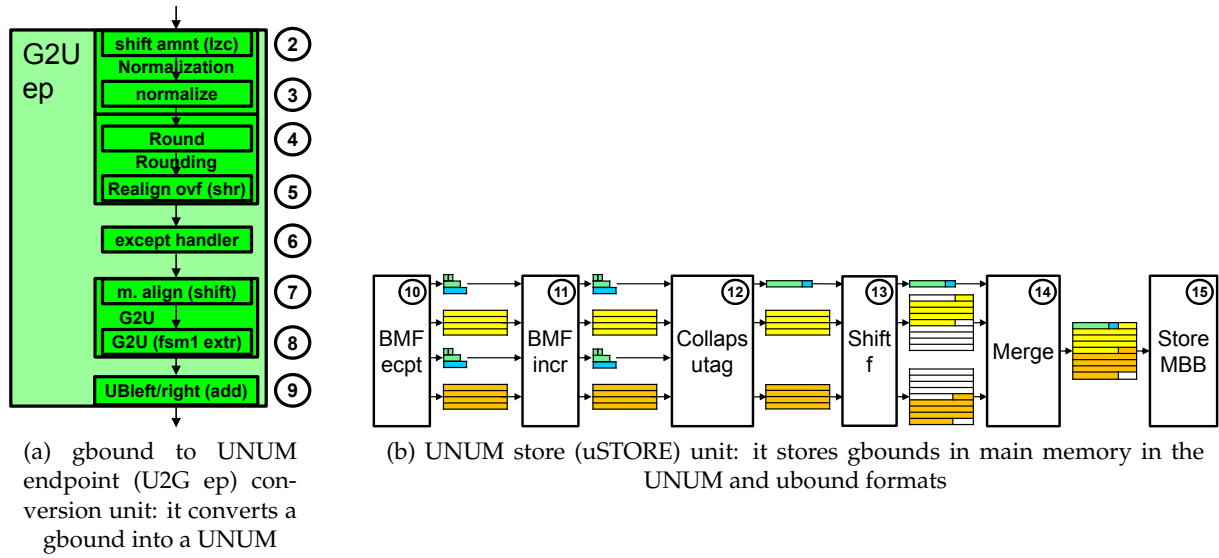 G2U
ep
shift amnt (lzc)
2
Normalization
normalize
3
Round
4
Rounding
Realign ovf (shr)
5
except handler
6
m. align (shift)
7
G2U
G2U (fsm1 extr)
8
UBleft/right (add)
9
(a) gbound to UNUM
endpoint (U2G ep) con-
version unit: it converts a
gbound into a UNUM
10
BMF
ecpt
11
BMF
incr
12
Collaps
utag
13
Shift
f
14
Merge
15
Store
MBB
(b) UNUM store (uSTORE) unit: it stores gbounds in main memory in the
UNUM and ubound formats